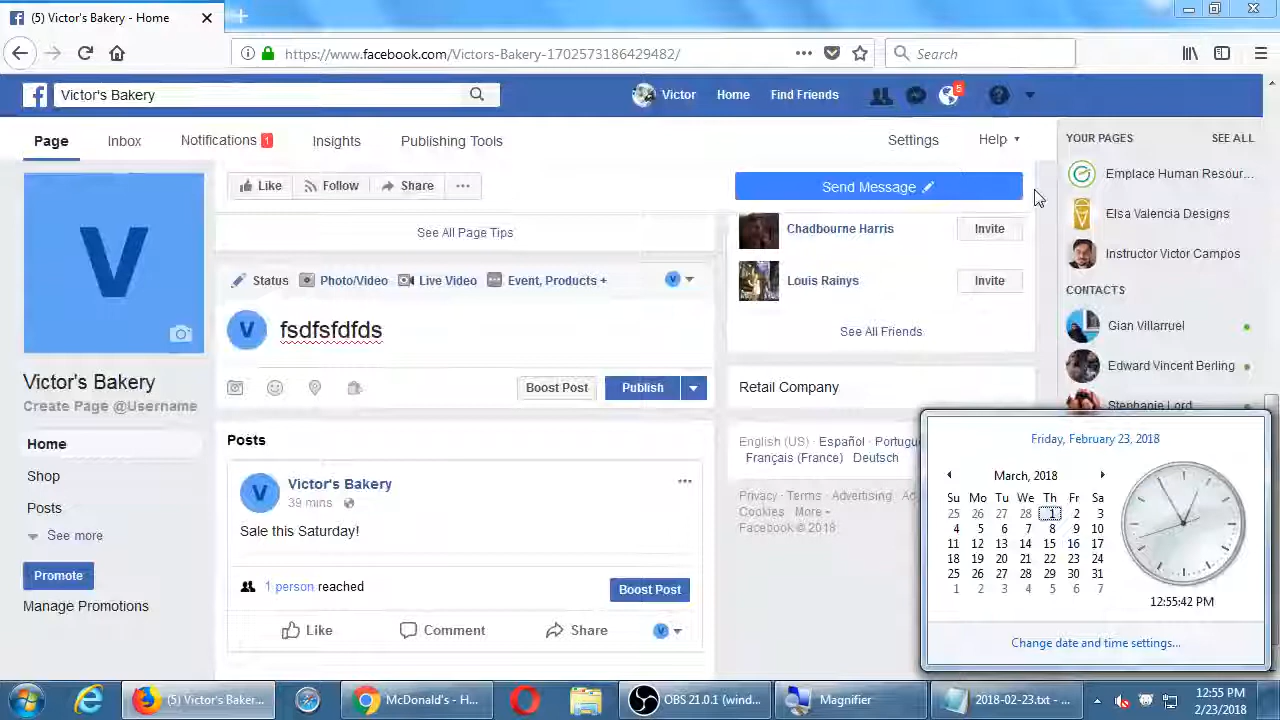 (5) Victor's Bakery - Home
https://www.facebook.com/Victors-Bakery-1702573186429482/
Search
Victor's Bakery
Victor
Home
Find Friends
5
Page
Inbox
Notifications 1
Insights
Publishing Tools
Settings
Help
YOUR PAGES
SEE ALL
Emplace Human Resour...
Elsa Valencia Designs
Instructor Victor Campos
CONTACTS
Gian Villarruel
Edward Vincent Berling
Stephanie Lord
V
Victor's Bakery
Create Page @Username
Home
Shop
Posts
See more
Promote
Manage Promotions
Like
Follow
Share
Send Message
See All Page Tips
Status
Photo/Video
Live Video
Event, Products +
V
V
fsdfsfdfds
Boost Post
Publish
Posts
V
Victor's Bakery
39 mins
Sale this Saturday!
1 person reached
Boost Post
Like
Comment
Share
V
Chadbourne Harris
Invite
Louis Rainys
Invite
See All Friends
Retail Company
English (US) · Español · Portugu
Français (France) · Deutsch
Privacy · Terms · Advertising · Ad
Cookies · More
Facebook © 2018
Friday, February 23, 2018
March, 2018
Su Mo Tu We Th Fr Sa
25 26 27 28 1 2 3
4 5 6 7 8 9 10
11 12 13 14 15 16 17
18 19 20 21 22 23 24
25 26 27 28 29 30 31
1 2 3 4 5 6 7
12:55:42 PM
Change date and time settings...
(5) Victor's Baker...
McDonald's - H...
OBS 21.0.1 (wind...
Magnifier
2018-02-23.txt - ...
12:55 PM
2/23/2018